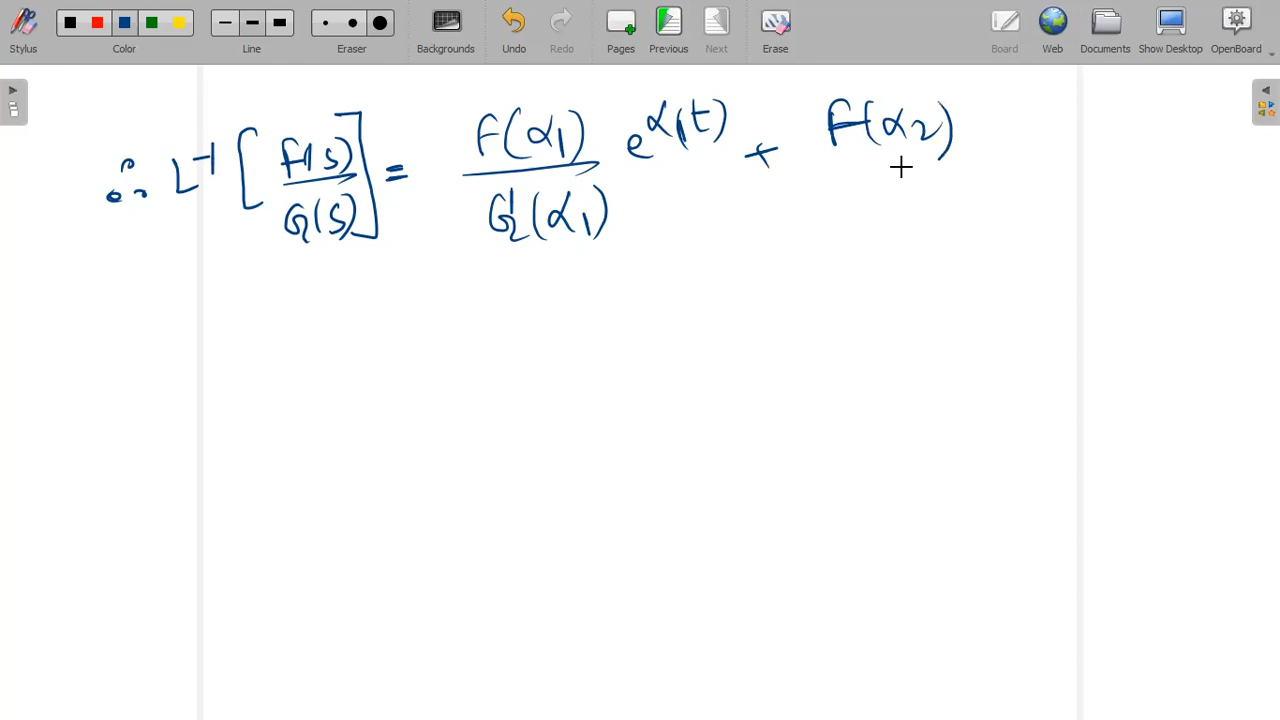 Stylus Color Line Eraser Backgrounds Undo Redo Pages Previous Next Erase Board Web Documents Show Desktop OpenBoard
∴ L⁻¹ [F(s)/G(s)] = F(α₁)/G'(α₁) e^(α₁t) + F(α₂)